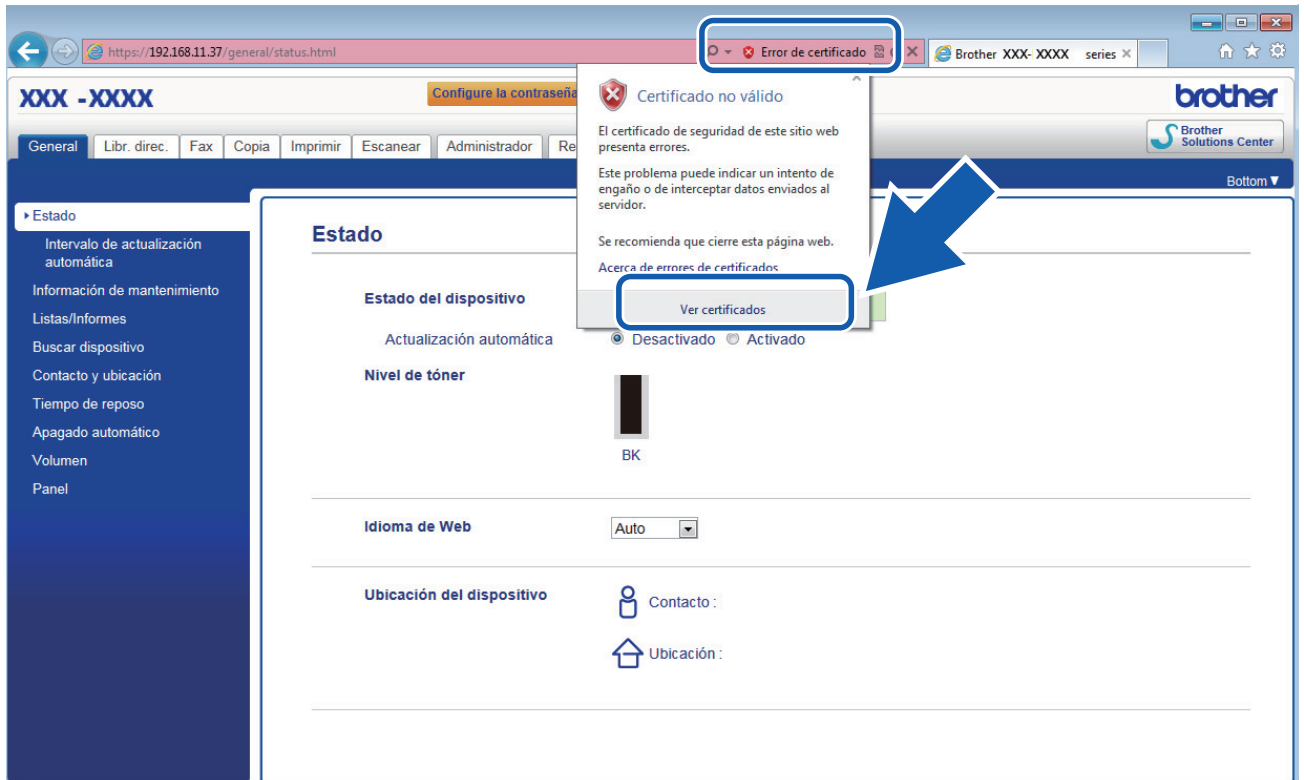 https://192.168.11.37/general/status.html
Error de certificado
Brother XXX- XXXX series
XXX -XXXX
Configure la contraseña
brother
General
Libr. direc.
Fax
Copia
Imprimir
Escanear
Administrador
Re
Brother
Solutions Center
Bottom▼
Certificado no válido
El certificado de seguridad de este sitio web
presenta errores.
Este problema puede indicar un intento de
engaño o de interceptar datos enviados al
servidor.
Se recomienda que cierre esta página web.
Acerca de errores de certificados
Ver certificados
Estado
Intervalo de actualización
automática
Información de mantenimiento
Listas/Informes
Buscar dispositivo
Contacto y ubicación
Tiempo de reposo
Apagado automático
Volumen
Panel
Estado
Estado del dispositivo
Actualización automática
Desactivado
Activado
Nivel de tóner
BK
Idioma de Web
Auto
Ubicación del dispositivo
Contacto :
Ubicación :